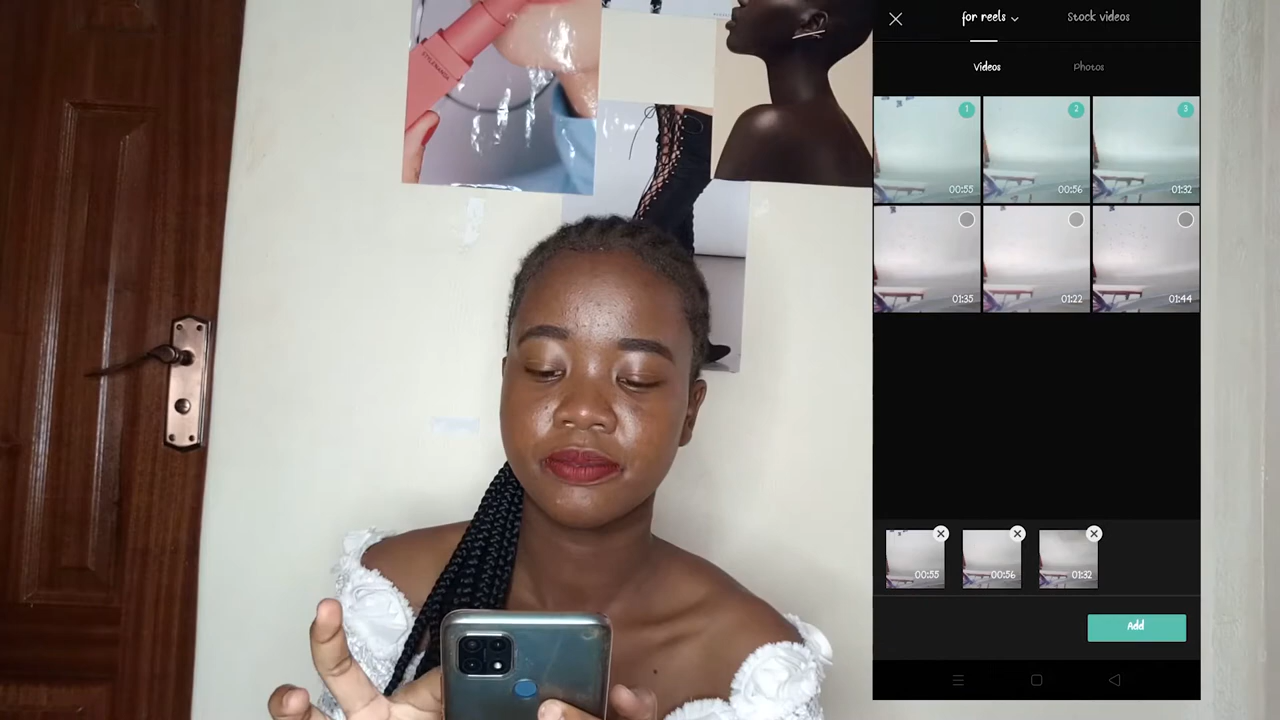 STYLENANDA
for reels
Stock videos
Videos
Photos
1
2
3
00:55
00:56
01:32
01:35
01:22
01:44
00:55
00:56
01:32
Add